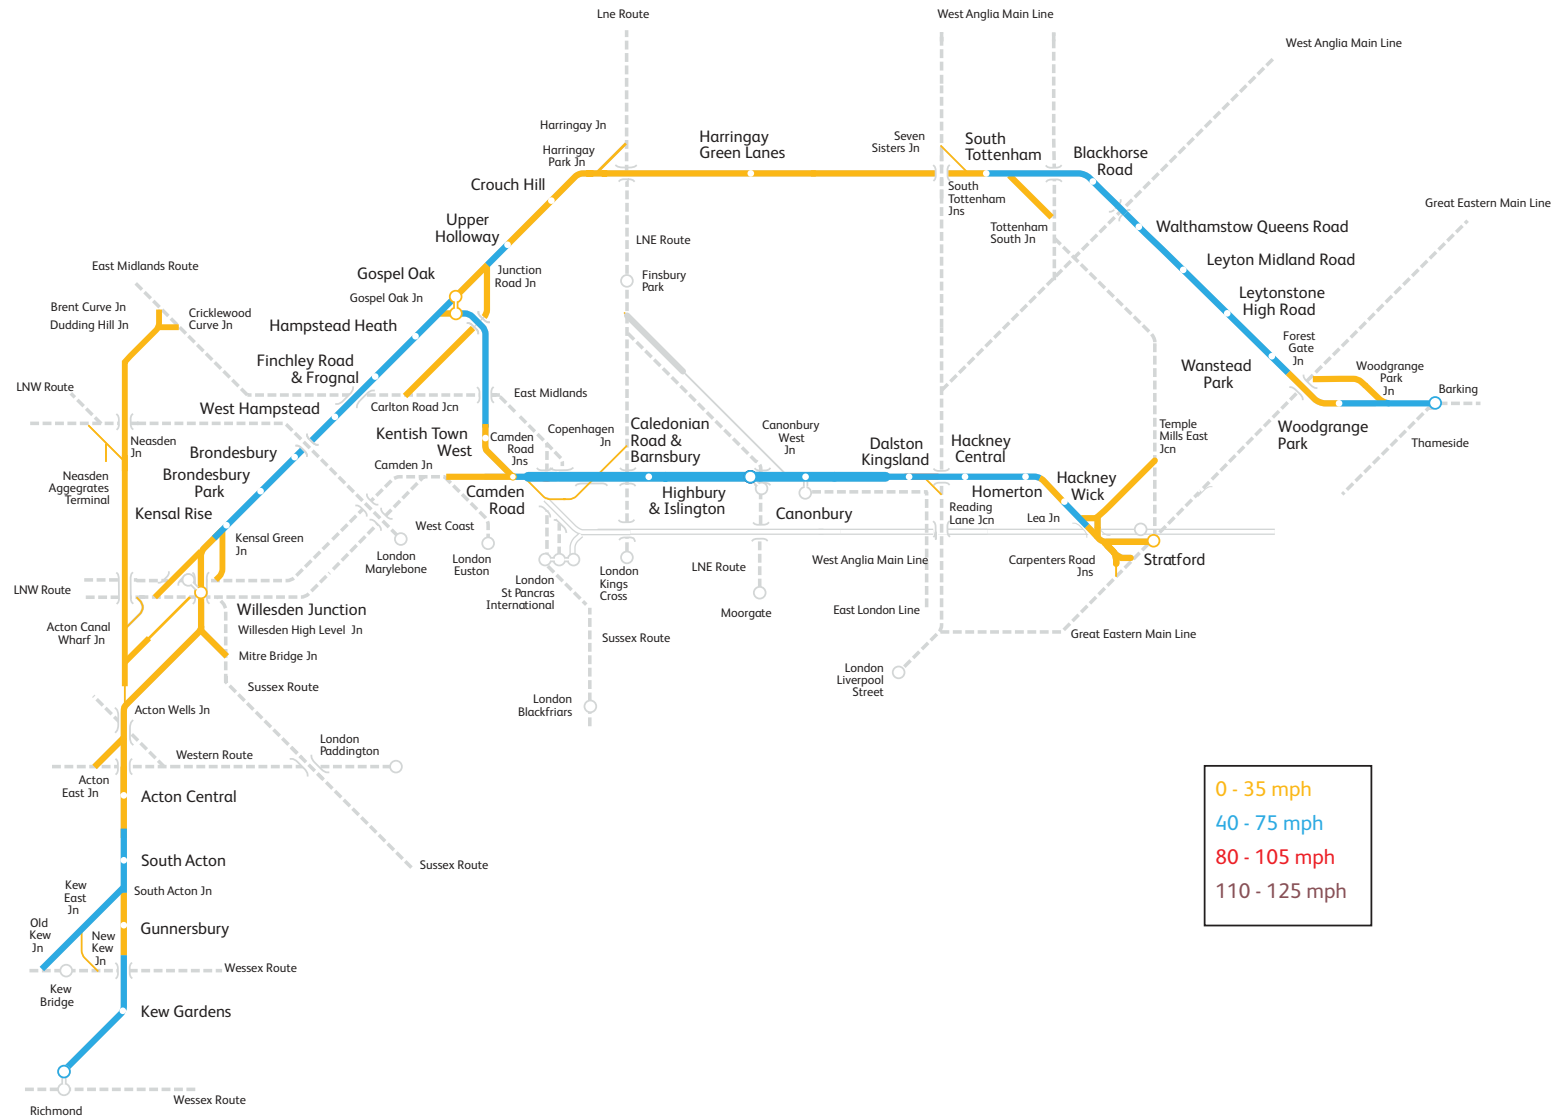 Lne Route
West Anglia Main Line
West Anglia Main Line
Harringay Jn
Harringay
Park Jn
Harringay
Green Lanes
Seven
Sisters Jn
South
Tottenham
Blackhorse
Road
Crouch Hill
South
Tottenham
Jns
Great Eastern Main Line
Upper
Holloway
Tottenham
South Jn
Walthamstow Queens Road
LNE Route
East Midlands Route
Gospel Oak
Junction
Road Jn
Finsbury
Park
Leyton Midland Road
Gospel Oak Jn
Brent Curve Jn
Dudding Hill Jn
Cricklewood
Curve Jn
Hampstead Heath
Leytonstone
High Road
Forest
Gate
Jn
Finchley Road
& Frognal
Wanstead
Park
Woodgrange
Park
Jn
LNW Route
East Midlands
Barking
West Hampstead
Carlton Road Jcn
Kentish Town
West
Camden
Road
Jns
Copenhagen
Jn
Caledonian
Road &
Barnsbury
Canonbury
West
Jn
Dalston
Kingsland
Hackney
Central
Temple
Mills East
Jcn
Woodgrange
Park
Thameside
Neasden
Jn
Brondesbury
Camden Jn
Neasden
Aggegrates
Terminal
Brondesbury
Park
Camden
Road
Highbury
& Islington
Canonbury
Homerton
Hackney
Wick
Kensal Rise
Reading
Lane Jcn
Lea Jn
West Coast
Kensal Green
Jn
London
Marylebone
London
Euston
London
St Pancras
International
London
Kings
Cross
LNE Route
West Anglia Main Line
Carpenters Road
Jns
Stratford
LNW Route
Moorgate
East London Line
Willesden Junction
Willesden High Level Jn
Acton Canal
Wharf Jn
Sussex Route
Great Eastern Main Line
Mitre Bridge Jn
London
Liverpool
Street
Sussex Route
London
Blackfriars
Acton Wells Jn
Western Route
London
Paddington
Acton
East Jn
Acton Central
0 - 35 mph
40 - 75 mph
80 - 105 mph
110 - 125 mph
South Acton
Sussex Route
Kew
East
Jn
South Acton Jn
Old
Kew
Jn
New
Kew
Jn
Gunnersbury
Wessex Route
Kew
Bridge
Kew Gardens
Wessex Route
Richmond